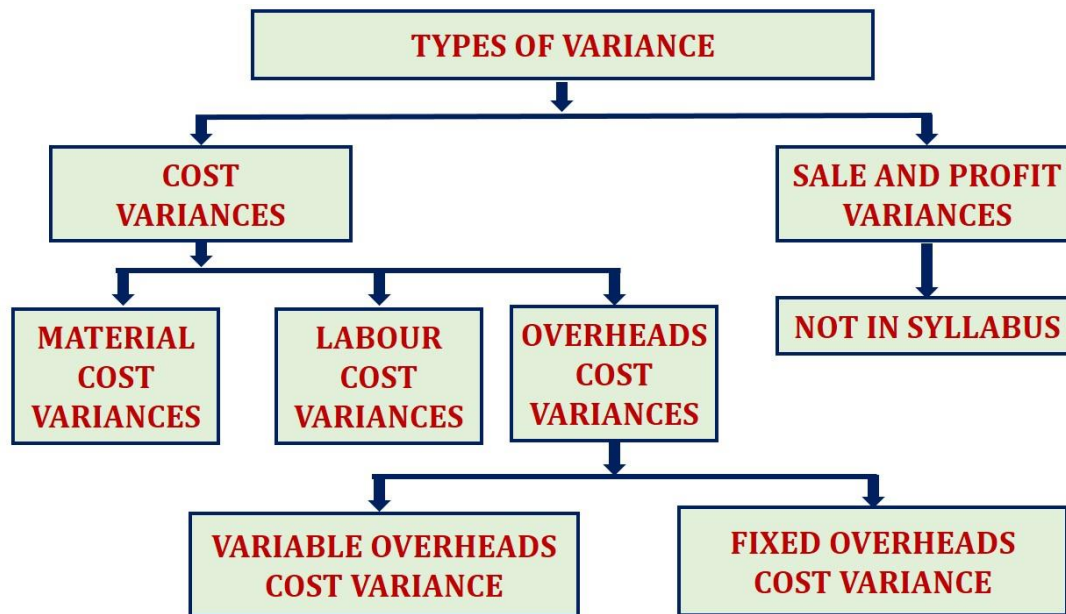 TYPES OF VARIANCE
COST
VARIANCES
SALE AND PROFIT
VARIANCES
MATERIAL
COST
VARIANCES
LABOUR
COST
VARIANCES
OVERHEADS
COST
VARIANCES
NOT IN SYLLABUS
VARIABLE OVERHEADS
COST VARIANCE
FIXED OVERHEADS
COST VARIANCE